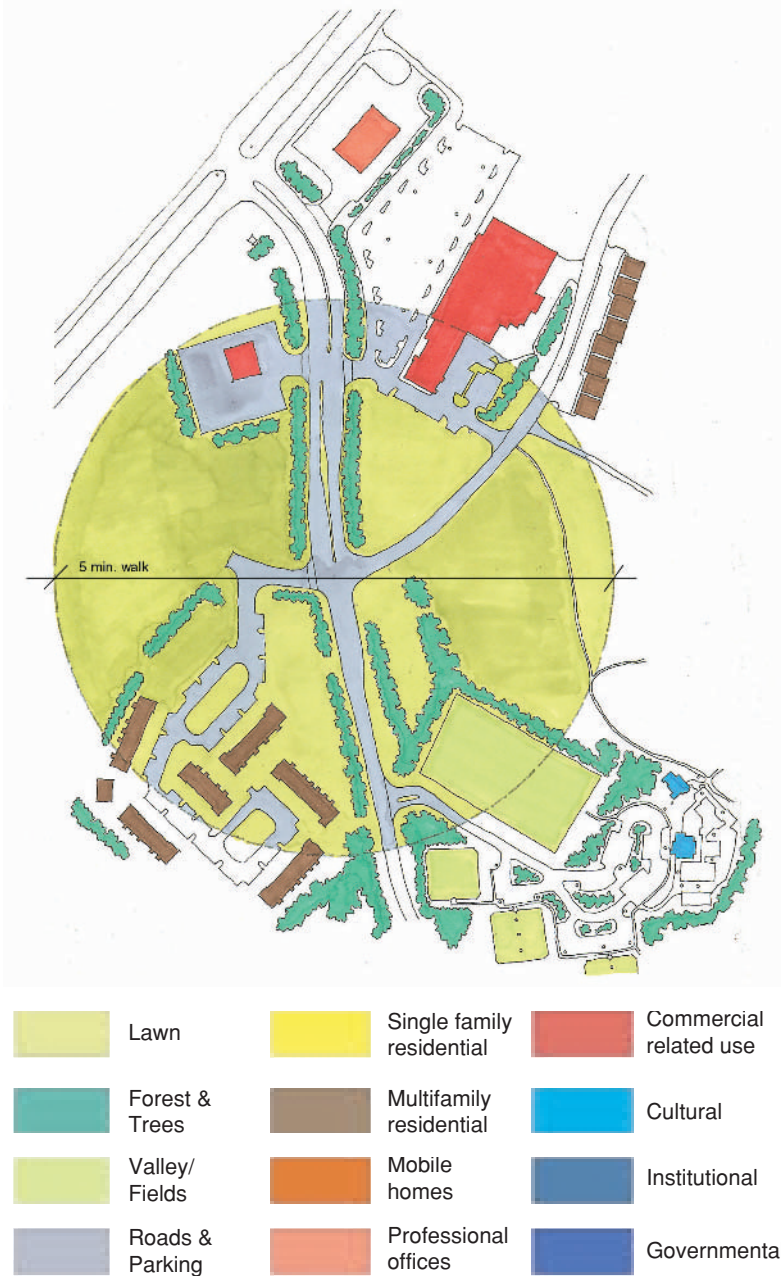 5 min. walk
Lawn
Single family
residential
Commercial
related use
Forest &
Trees
Multifamily
residential
Cultural
Valley/
Fields
Mobile
homes
Institutional
Roads &
Parking
Professional
offices
Governmenta